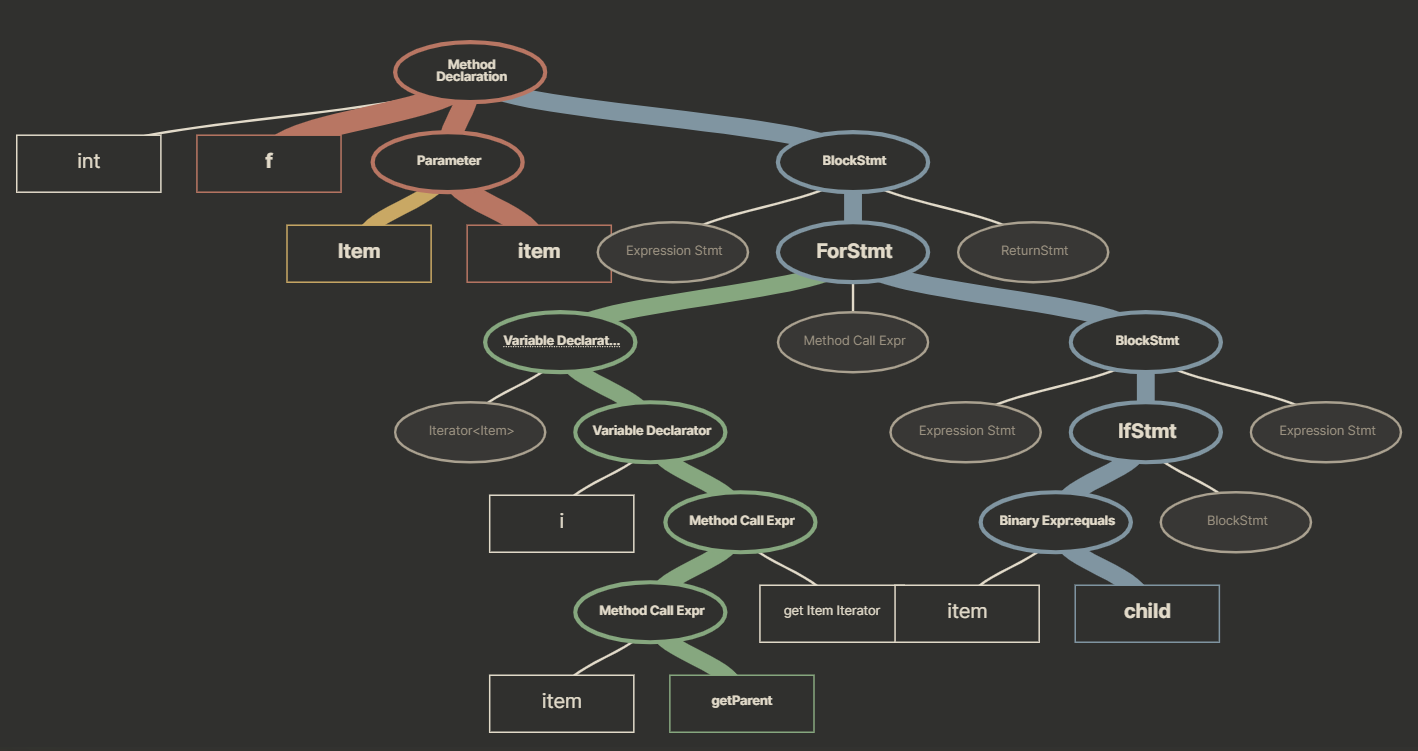 Method
Declaration
int
f
Parameter
BlockStmt
Item
item
Expression Stmt
ForStmt
ReturnStmt
Variable Declarat...
Method Call Expr
BlockStmt
Iterator<Item>
Variable Declarator
Expression Stmt
IfStmt
Expression Stmt
i
Method Call Expr
Binary Expr:equals
BlockStmt
Method Call Expr
get Item Iterator
item
child
item
getParent